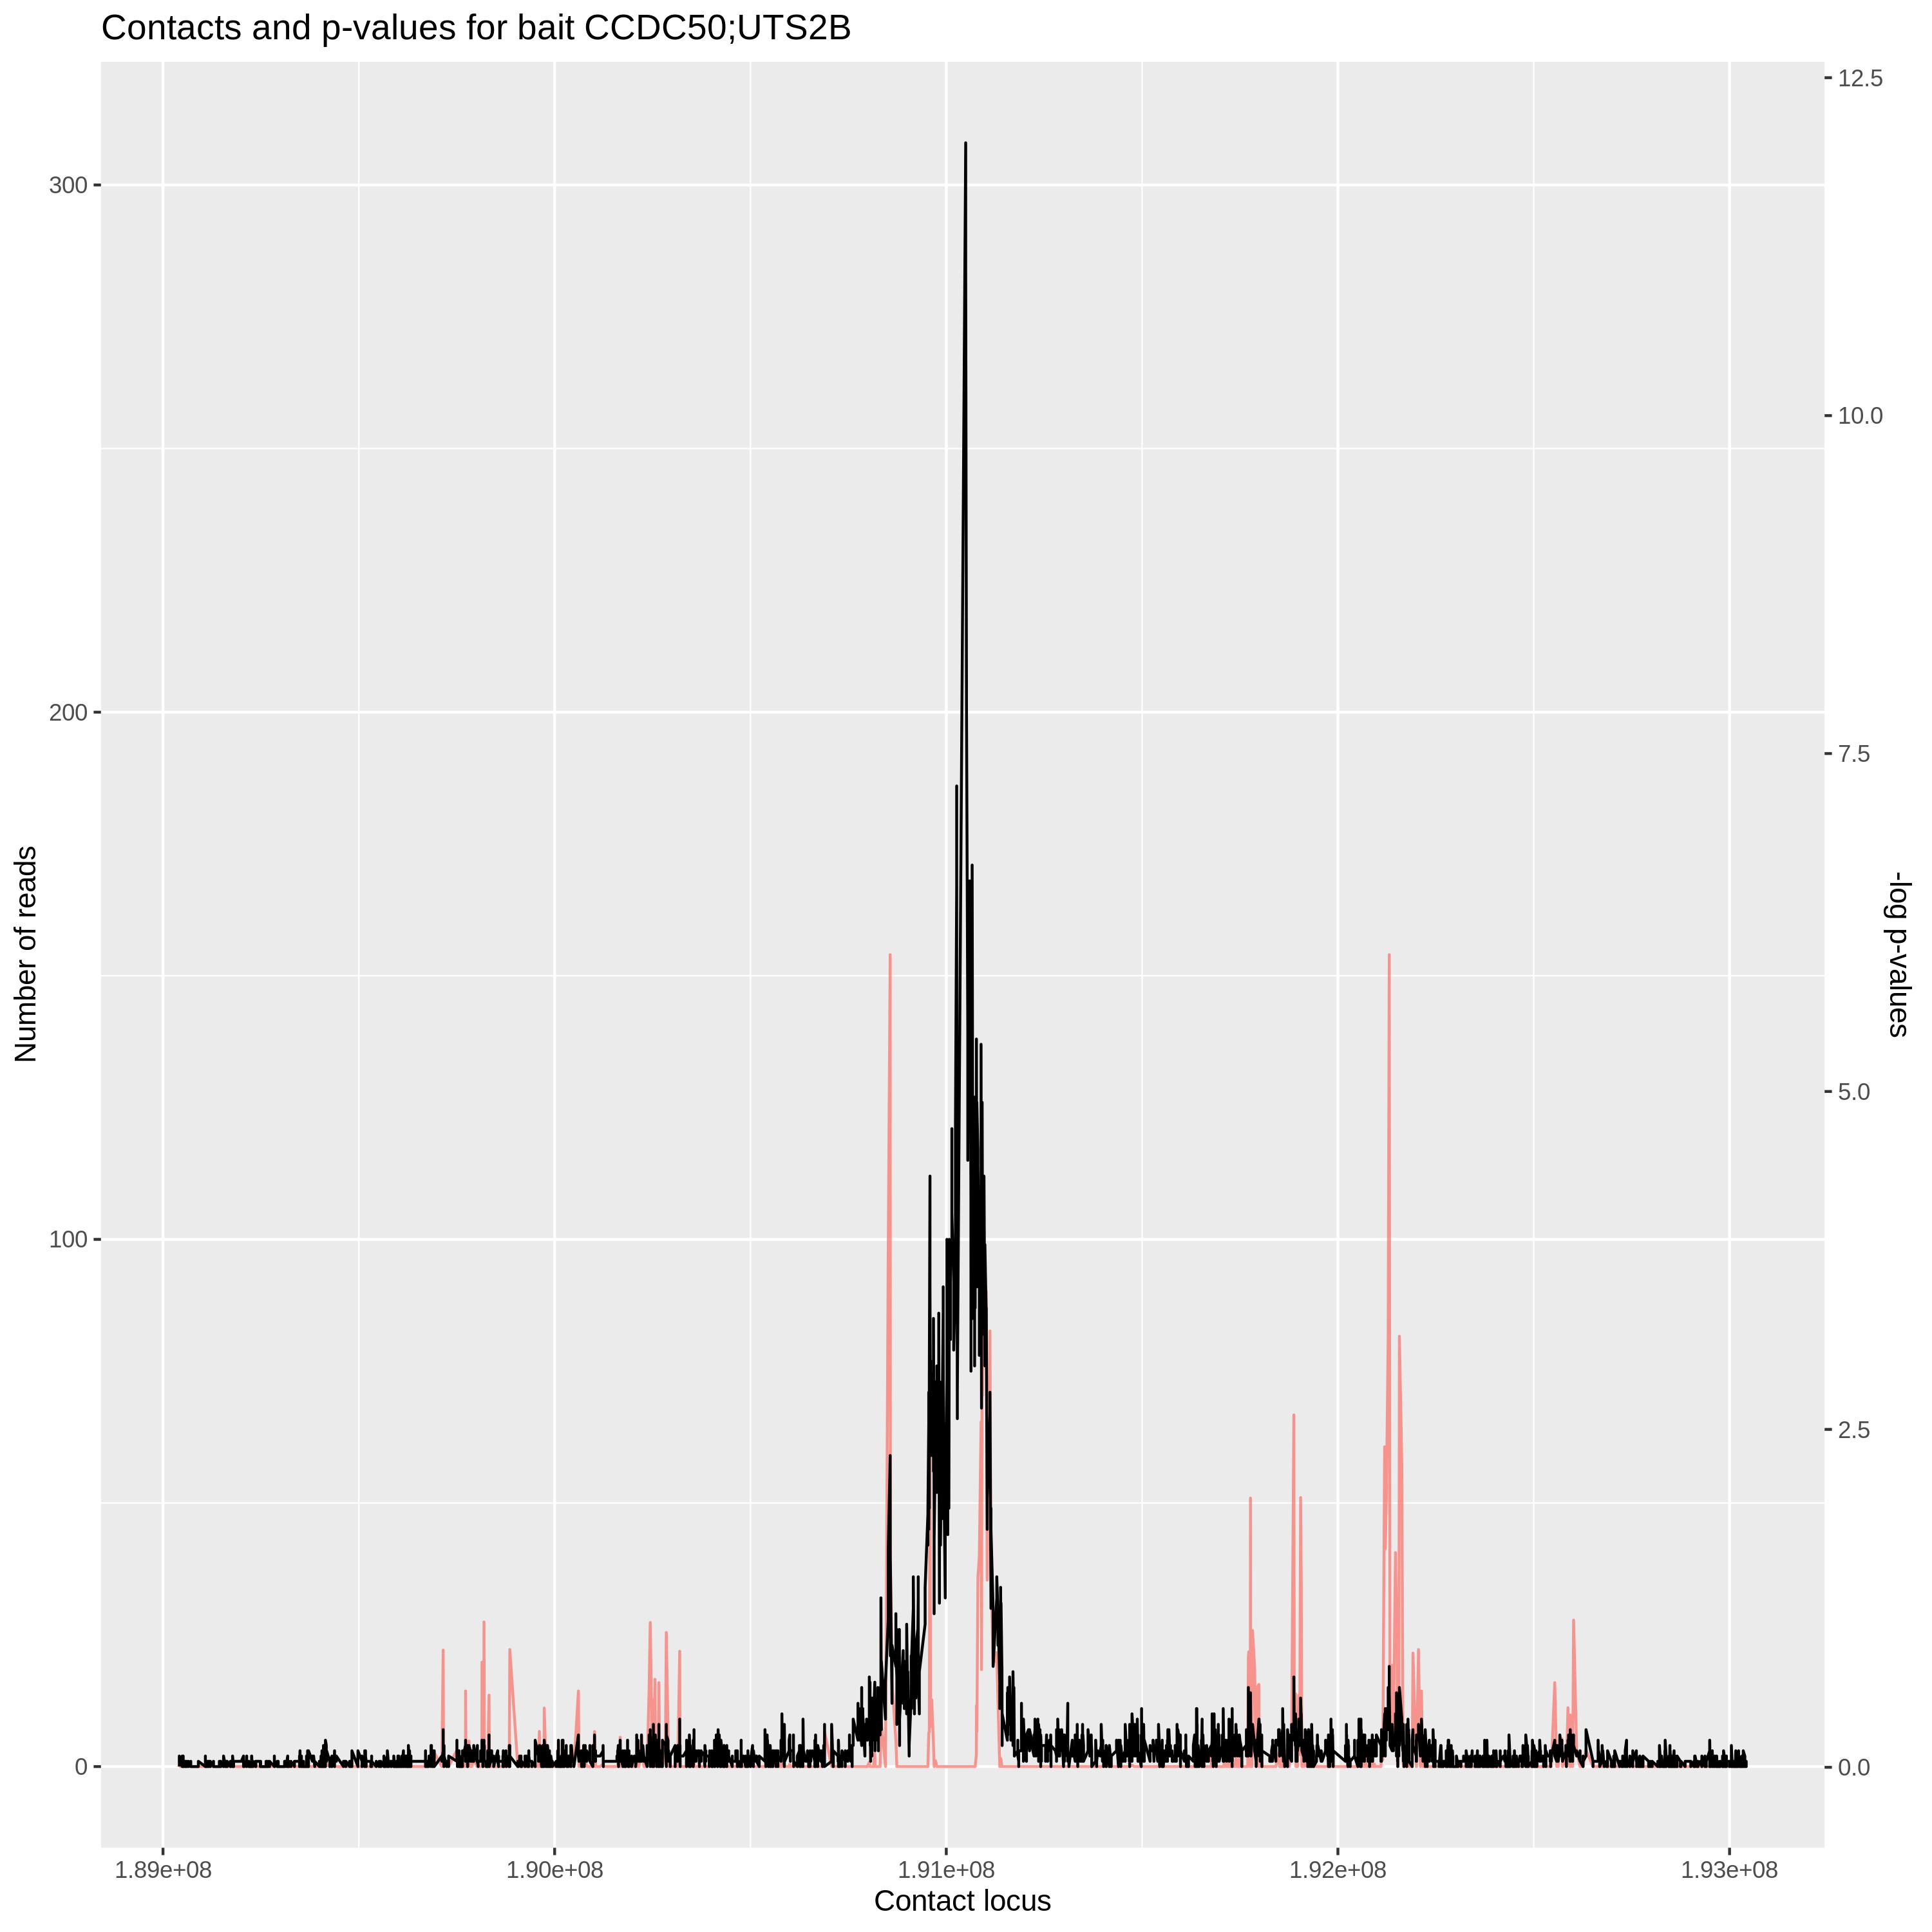 Contacts and p-values for bait CCDC50;UTS2B
12.5
300
10.0
200
7.5
Number of reads
-log p-values
5.0
100
2.5
0
0.0
1.89e+08 1.90e+08 1.91e+08 1.92e+08 1.93e+08
Contact locus